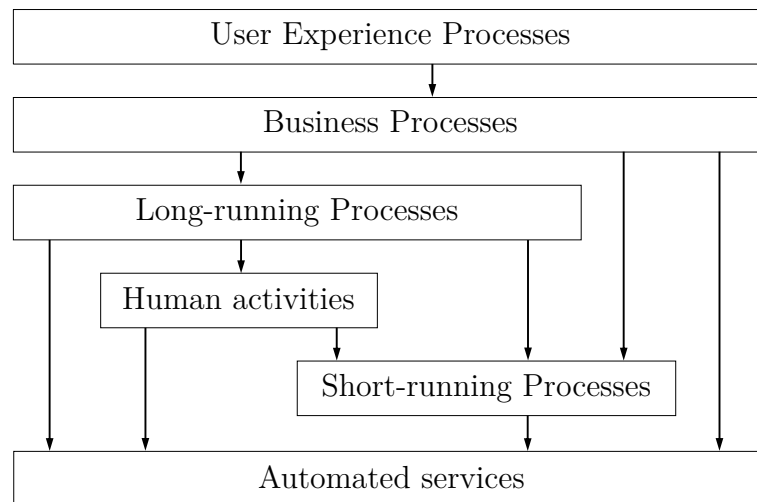 User Experience Processes
Business Processes
Long-running Processes
Human activities
Short-running Processes
Automated services